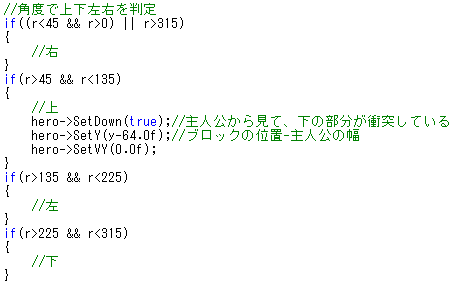 //角度で上下左右を判定
if((r<45 && r>0) || r>315)
{
//右
}
if(r>45 && r<135)
{
//上
hero->SetDown(true);//主人公から見て、下の部分が衝突している
hero->SetY(y-64.0f);//ブロックの位置-主人公の幅
hero->SetVY(0.0f);
}
if(r>135 && r<225)
{
//左
}
if(r>225 && r<315)
{
//下
}